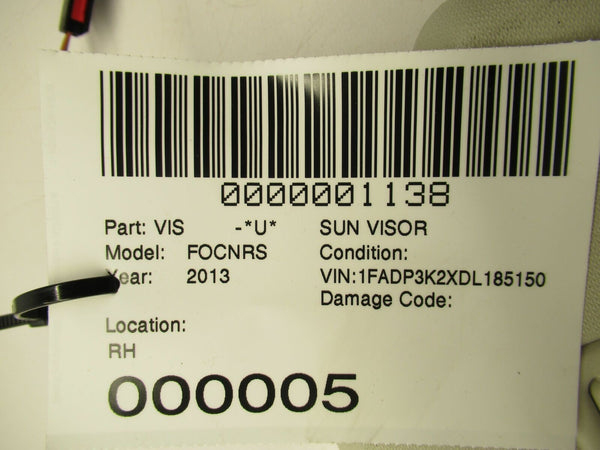 0000001138
Part: VIS -*U* SUN VISOR
Model: FOCNRS Condition:
Year: 2013 VIN:1FADP3K2XDL185150
Damage Code:
Location:
RH
000005